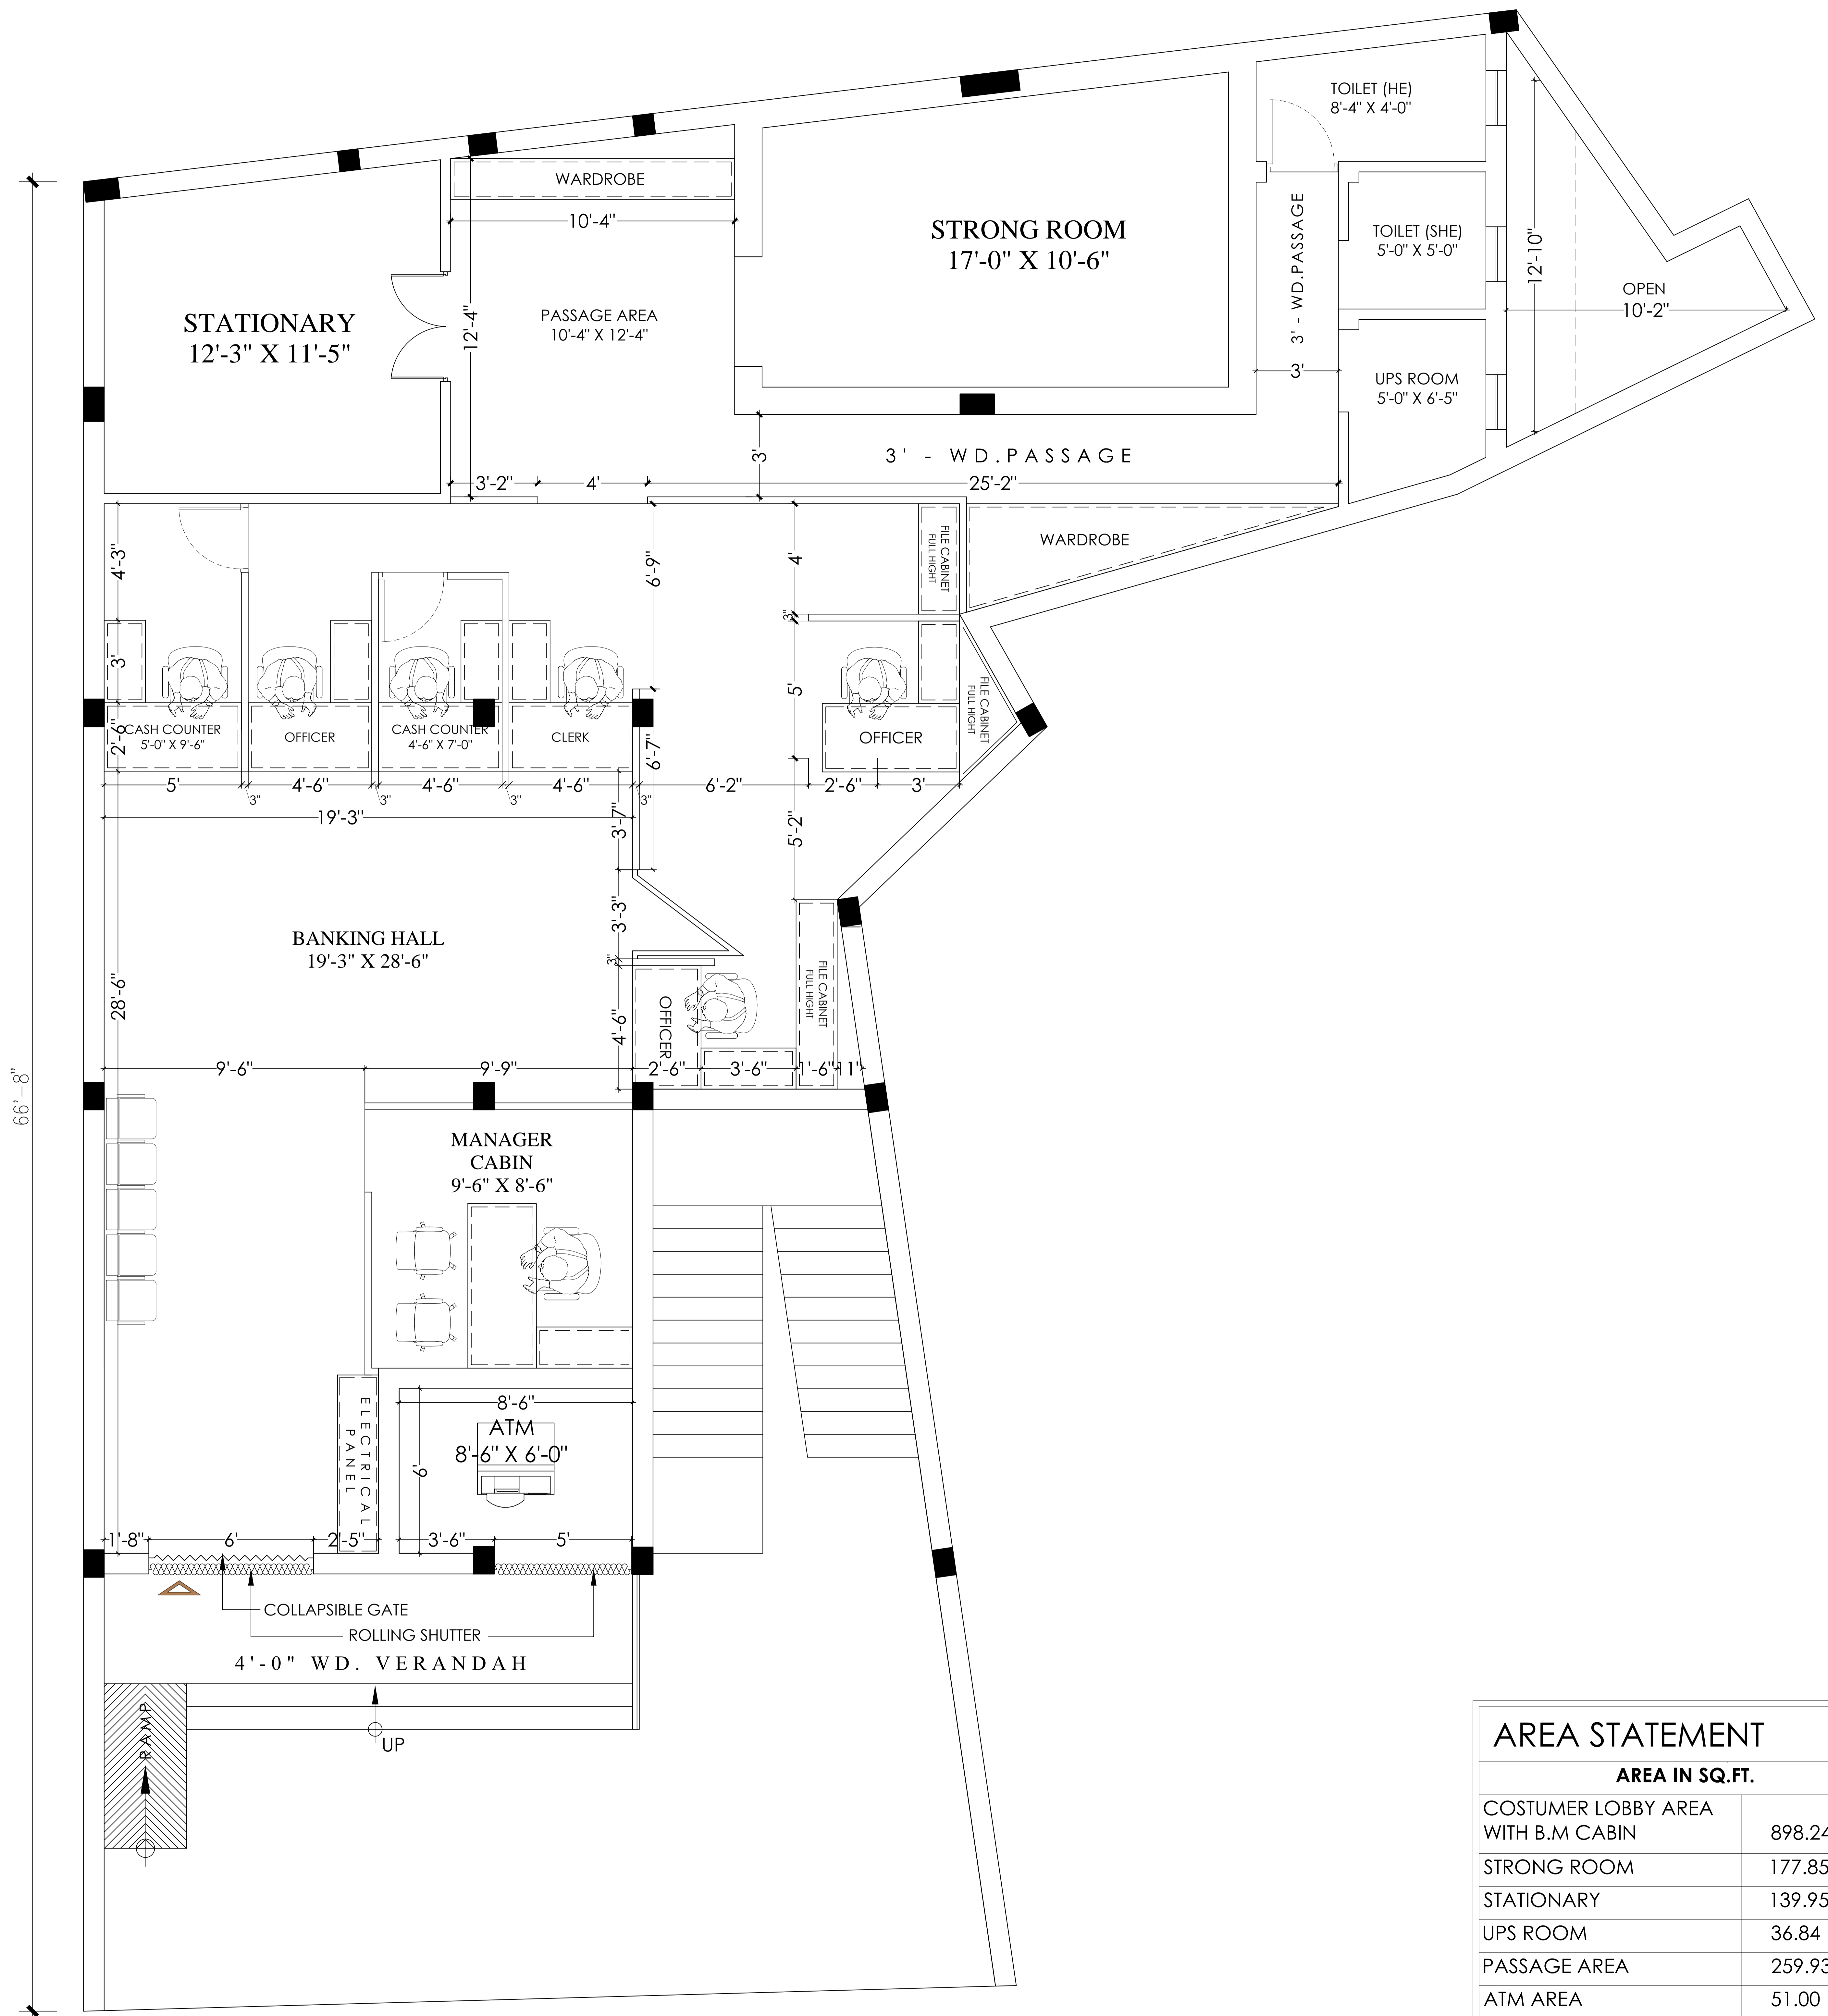 TOILET (HE)
8'-4" X 4'-0"
WARDROBE
10'-4"
STRONG ROOM
17'-0" X 10'-6"
3' - WD.PASSAGE
TOILET (SHE)
5'-0" X 5'-0"
12'-10"
OPEN
10'-2"
STATIONARY
12'-3" X 11'-5"
12'-4"
PASSAGE AREA
10'-4" X 12'-4"
3'
UPS ROOM
5'-0" X 6'-5"
3'
3' - WD.PASSAGE
3'-2"
4'
25'-2"
4'-3"
6'-9"
4'
FILE CABINET
FULL HIGHT
WARDROBE
3"
3'
5'
FILE CABINET
FULL HIGHT
2'-6"
CASH COUNTER
5'-0" X 9'-6"
OFFICER
CASH COUNTER
4'-6" X 7'-0"
CLERK
6'-7"
OFFICER
5'
3"
4'-6"
3"
4'-6"
3"
4'-6"
3"
6'-2"
2'-6"
3'
19'-3"
3'-7"
5'-2"
3'-3"
BANKING HALL
19'-3" X 28'-6"
3"
28'-6"
OFFICER
FILE CABINET
FULL HIGHT
4'-6"
66'-8"
9'-6"
9'-9"
2'-6"
3'-6"
1'-6"
11"
MANAGER
CABIN
9'-6" X 8'-6"
ELECTRICAL
PANEL
8'-6"
ATM
8'-6" X 6'-0"
6'
1'-8"
6'
2'-5"
3'-6"
5'
COLLAPSIBLE GATE
ROLLING SHUTTER
4'-0" WD. VERANDAH
RAMP
UP
AREA STATEMENT
AREA IN SQ.FT.
COSTUMER LOBBY AREA
WITH B.M CABIN 898.24
STRONG ROOM 177.85
STATIONARY 139.95
UPS ROOM 36.84
PASSAGE AREA 259.93
ATM AREA 51.00